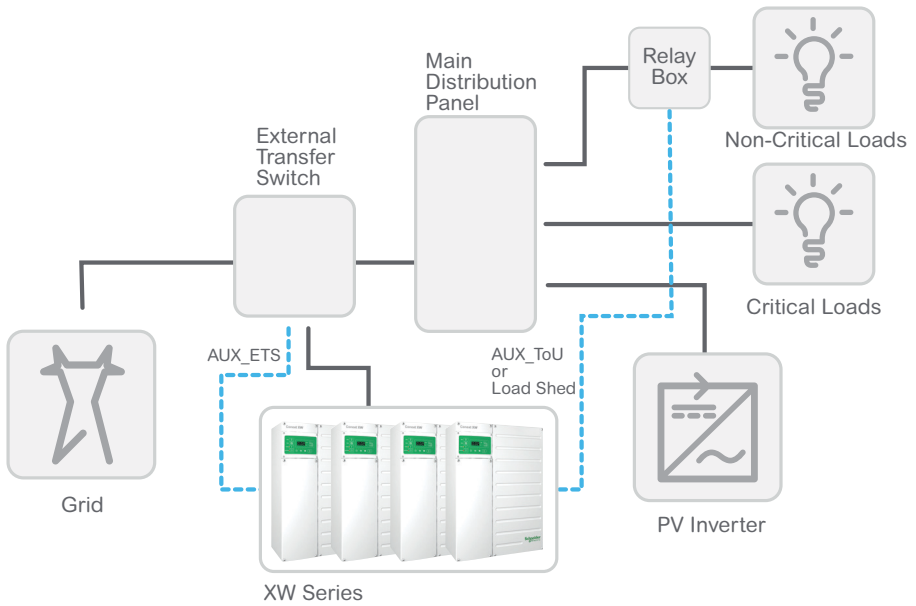 Relay
Box
Main
Distribution
Panel
External
Transfer
Switch
Non-Critical Loads
Critical Loads
AUX_ETS
AUX_ToU
or
Load Shed
Grid
PV Inverter
Schneider
XW Series